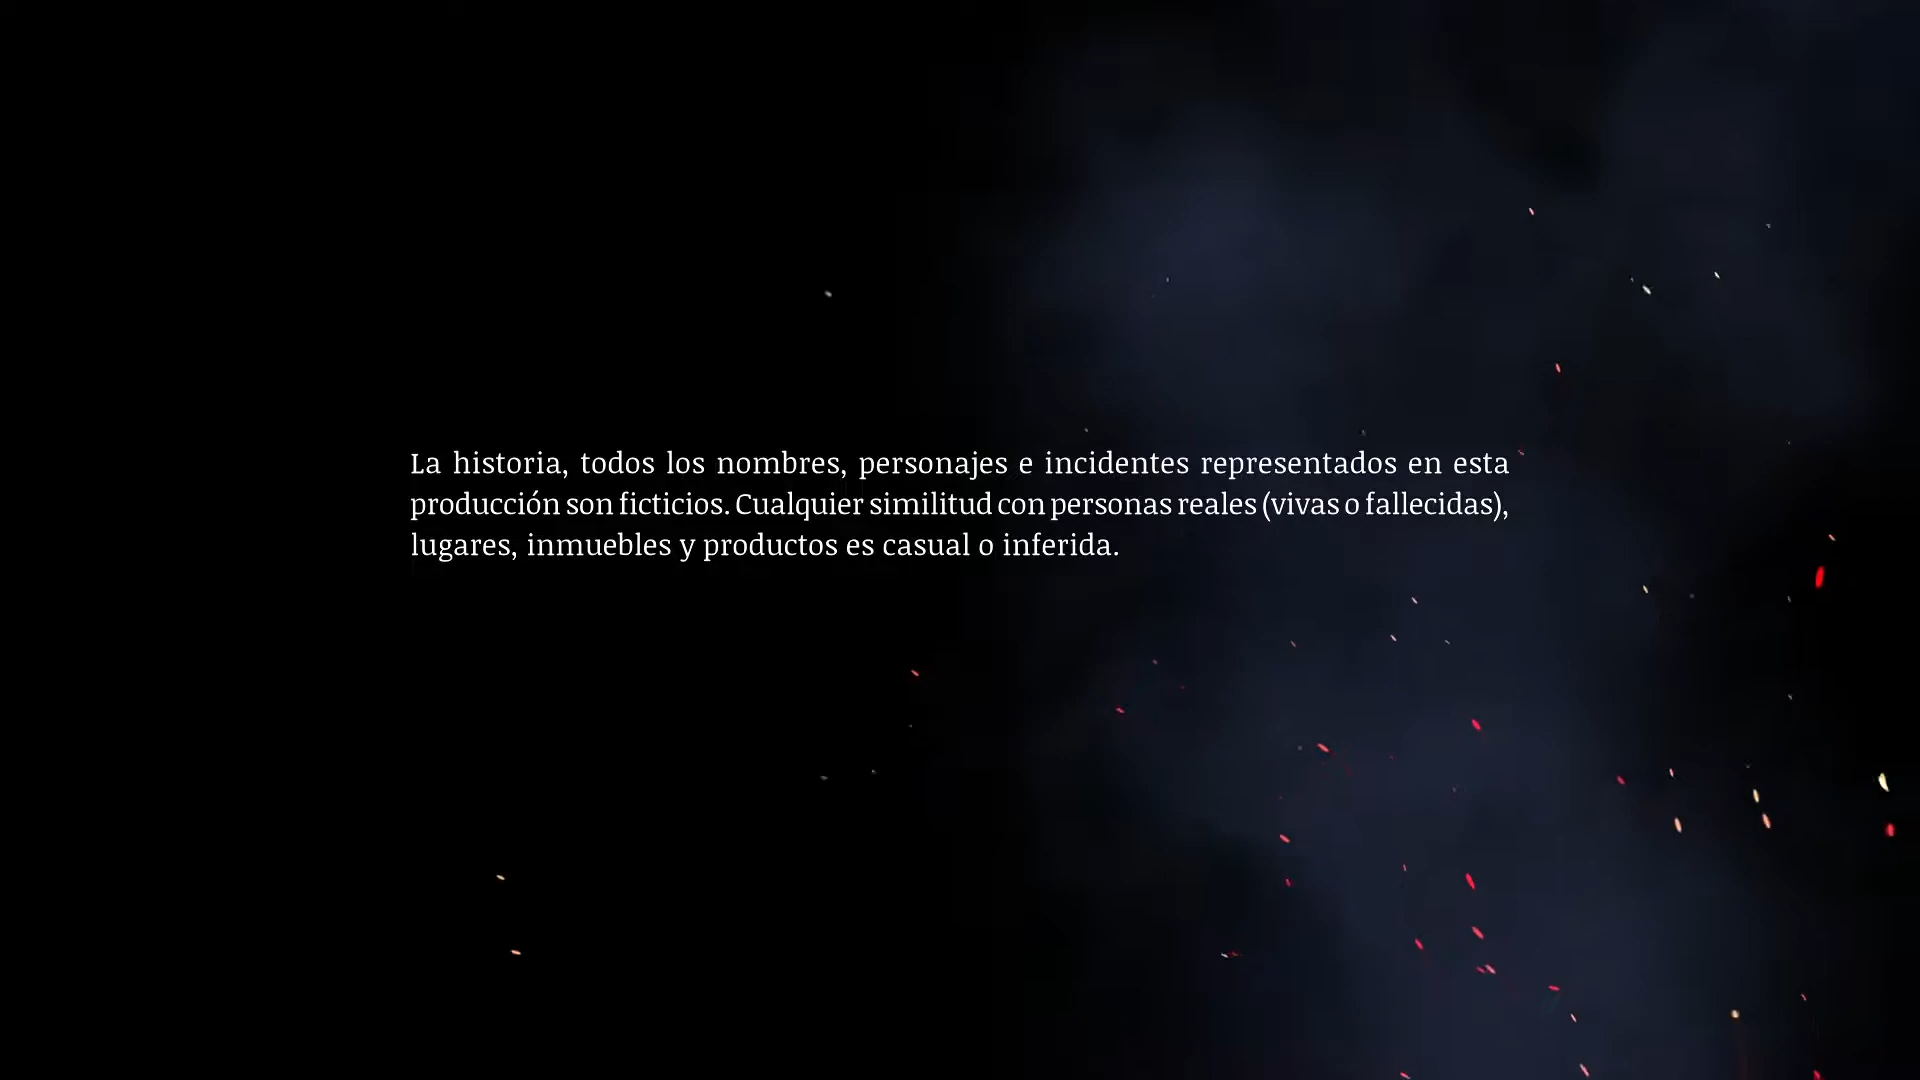 La historia, todos los nombres, personajes e incidentes representados en esta
producción son ficticios. Cualquier similitud con personas reales (vivas o fallecidas),
lugares, inmuebles y productos es casual o inferida.